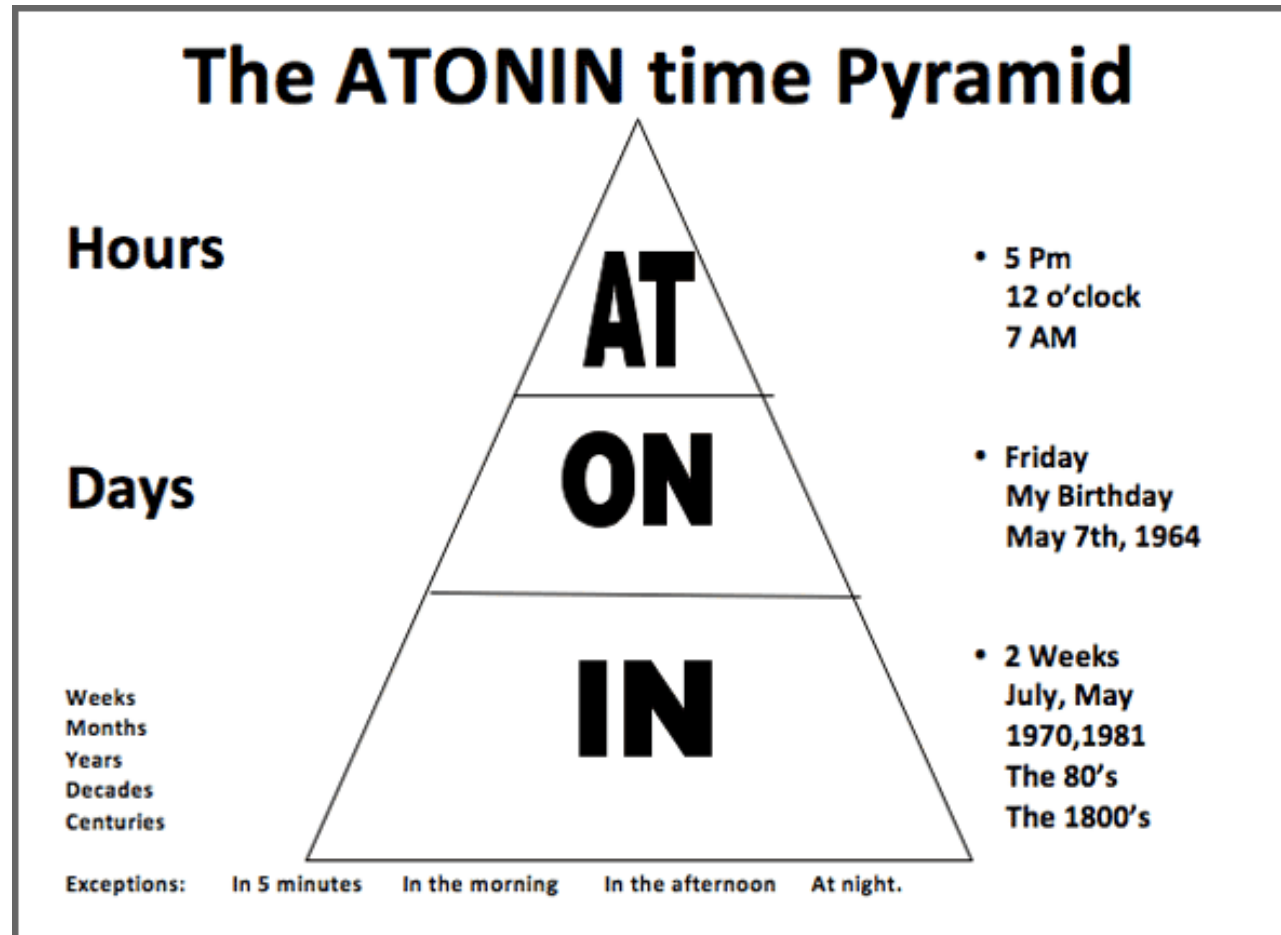 The ATONIN time Pyramid
Hours
AT
• 5 Pm
12 o’clock
7 AM
Days
ON
• Friday
My Birthday
May 7th, 1964
Weeks
Months
Years
Decades
Centuries
IN
• 2 Weeks
July, May
1970,1981
The 80’s
The 1800’s
Exceptions: In 5 minutes In the morning In the afternoon At night.